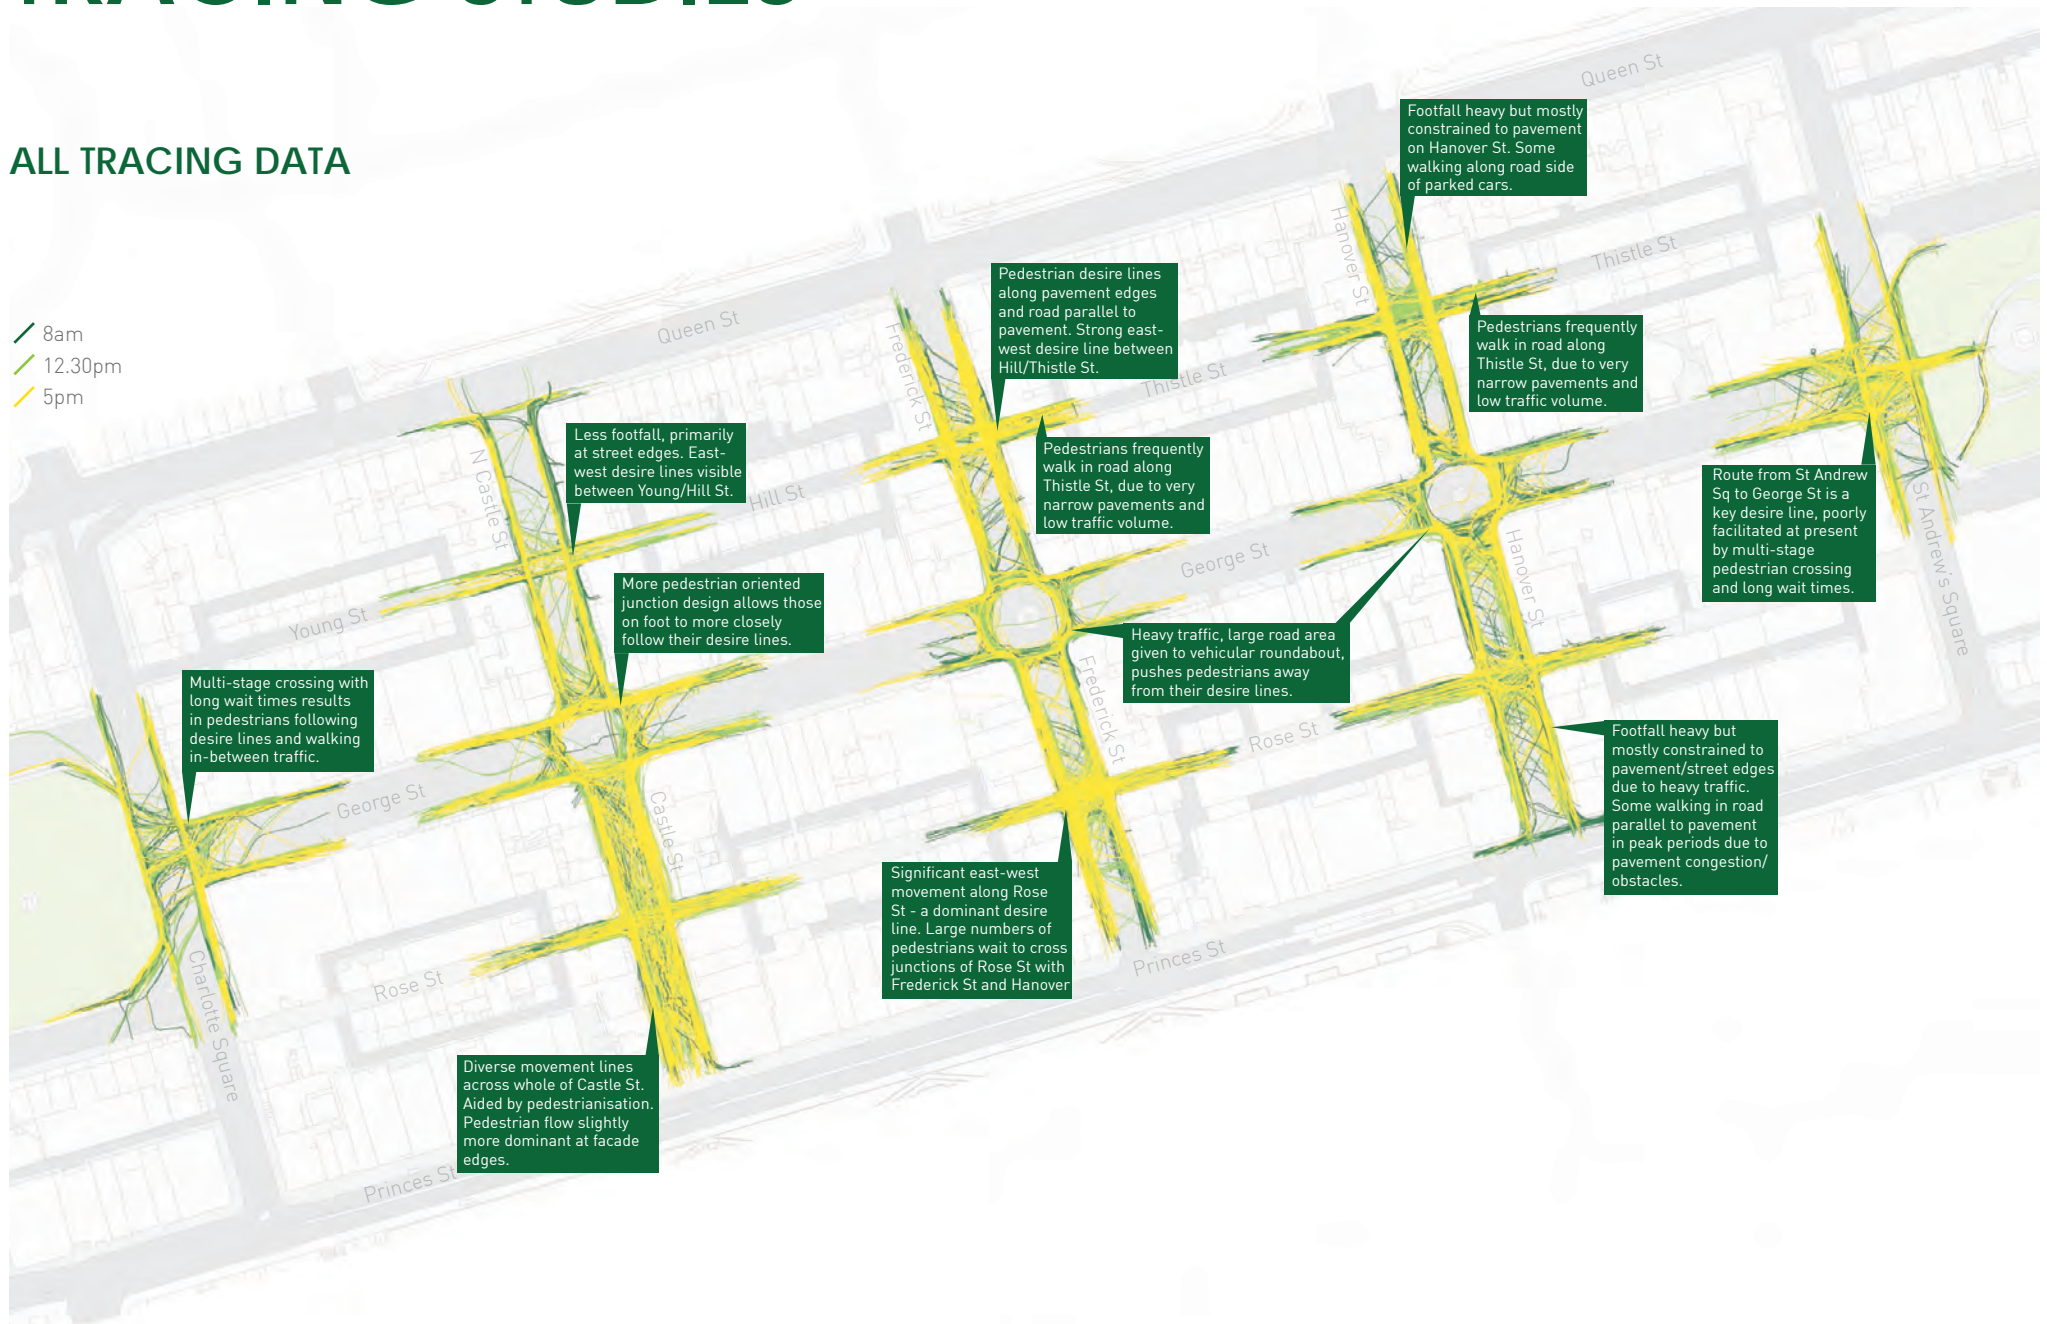 TRACING STUDIES
ALL TRACING DATA
8am
12.30pm
5pm
Queen St
Footfall heavy but mostly
constrained to pavement
on Hanover St. Some
walking along road side
of parked cars.
Hanover St
Thistle St
Pedestrian desire lines
along pavement edges
and road parallel to
pavement. Strong east-
west desire line between
Hill/Thistle St.
Queen St
Frederick St
Thistle St
Pedestrians frequently
walk in road along
Thistle St, due to very
narrow pavements and
low traffic volume.
Less footfall, primarily
at street edges. East-
west desire lines visible
between Young/Hill St.
N Castle St
Hill St
Pedestrians frequently
walk in road along
Thistle St, due to very
narrow pavements and
low traffic volume.
Route from St Andrew
Sq to George St is a
key desire line, poorly
facilitated at present
by multi-stage
pedestrian crossing
and long wait times.
St Andrew's Square
George St
Hanover St
More pedestrian oriented
junction design allows those
on foot to more closely
follow their desire lines.
Young St
Heavy traffic, large road area
given to vehicular roundabout,
pushes pedestrians away
from their desire lines.
Frederick St
Multi-stage crossing with
long wait times results
in pedestrians following
desire lines and walking
in-between traffic.
Rose St
Footfall heavy but
mostly constrained to
pavement/street edges
due to heavy traffic.
Some walking in road
parallel to pavement
in peak periods due to
pavement congestion/
obstacles.
George St
Castle St
Significant east-west
movement along Rose
St - a dominant desire
line. Large numbers of
pedestrians wait to cross
junctions of Rose St with
Frederick St and Hanover
Princes St
Rose St
Charlotte Square
Diverse movement lines
across whole of Castle St.
Aided by pedestrianisation.
Pedestrian flow slightly
more dominant at facade
edges.
Princes St